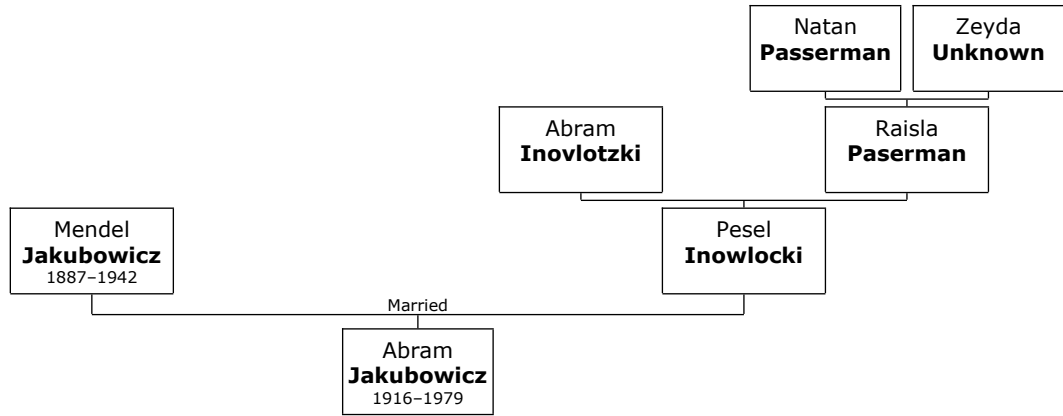 Natan
Passerman
Zeyda
Unknown
Abram
Inovlotzki
Raisla
Paserman
Mendel
Jakubowicz
1887–1942
Pesel
Inowlocki
Married
Abram
Jakubowicz
1916–1979